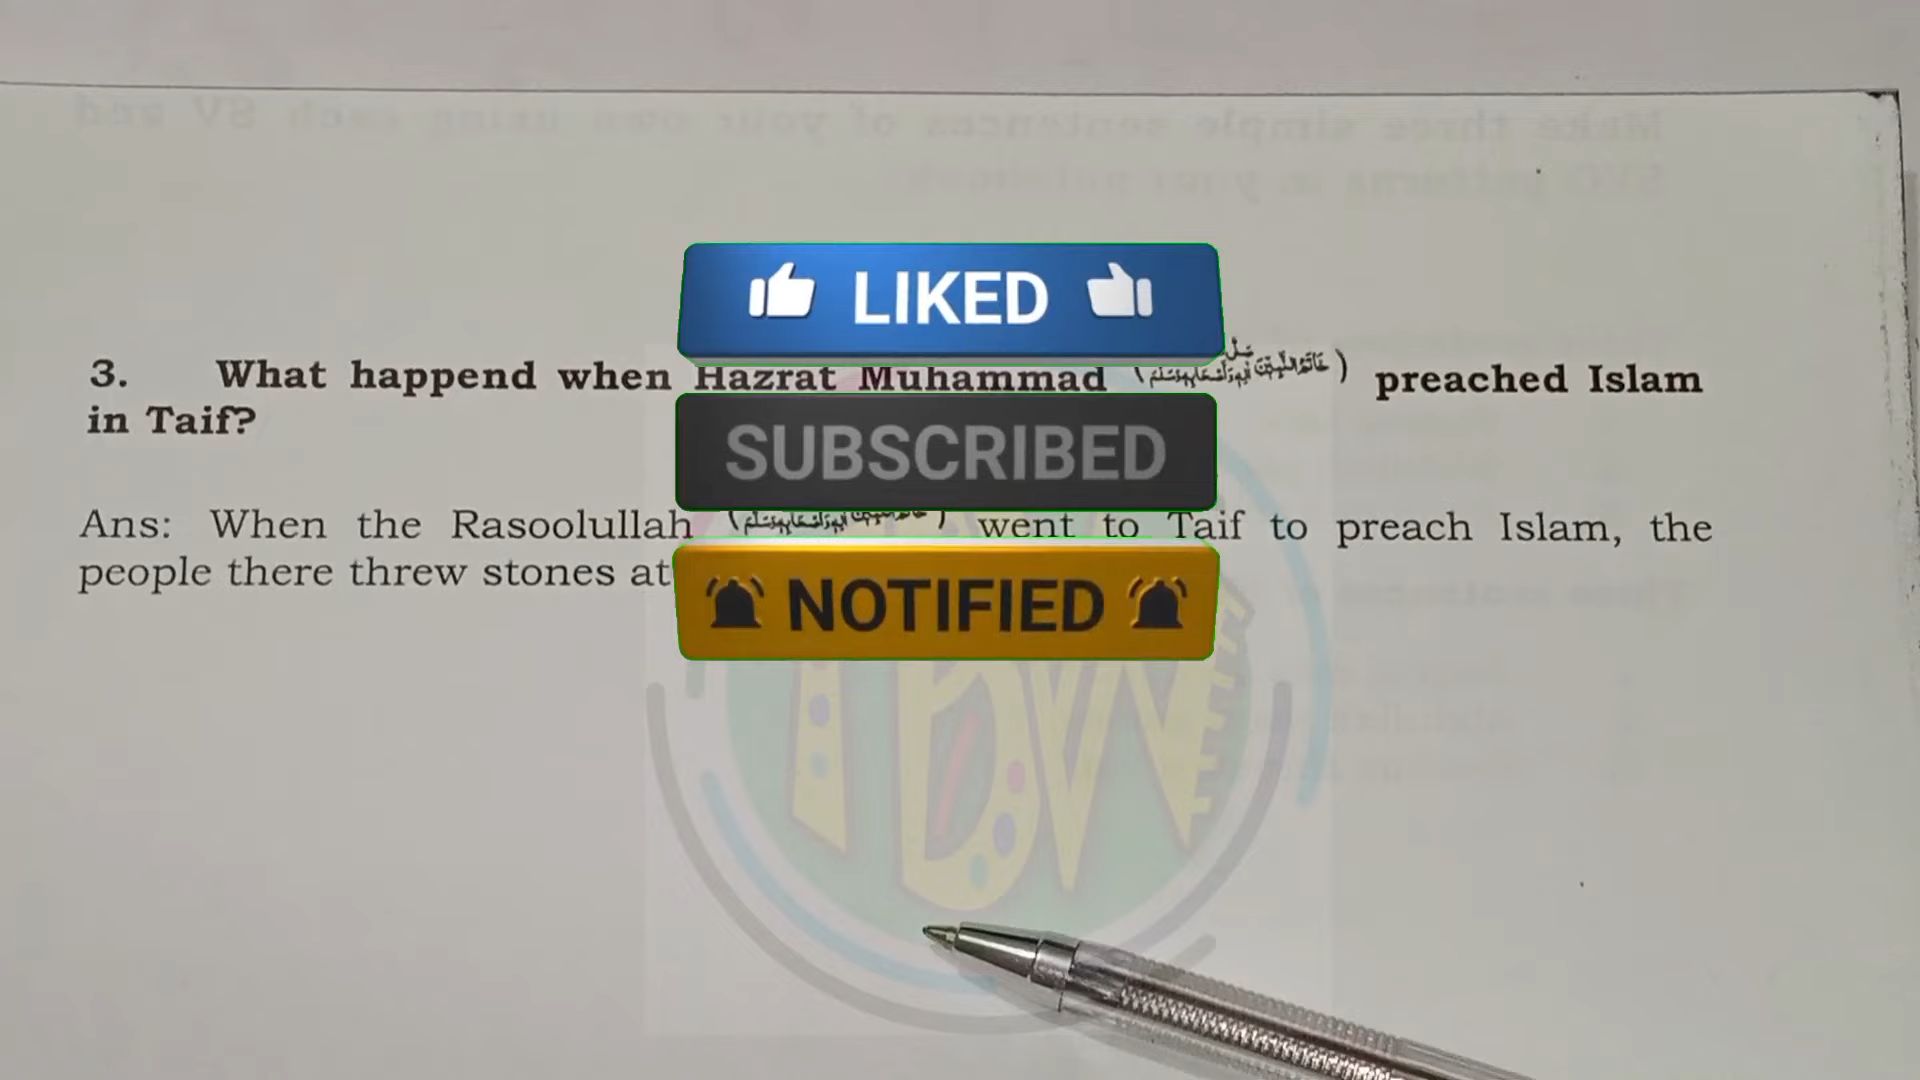 LIKED
3. What happend when Hazrat Muhammad ( ) preached Islam
in Taif?
SUBSCRIBED
Ans: When the Rasoolullah ( ) went to Taif to preach Islam, the
people there threw stones at
NOTIFIED
TBW